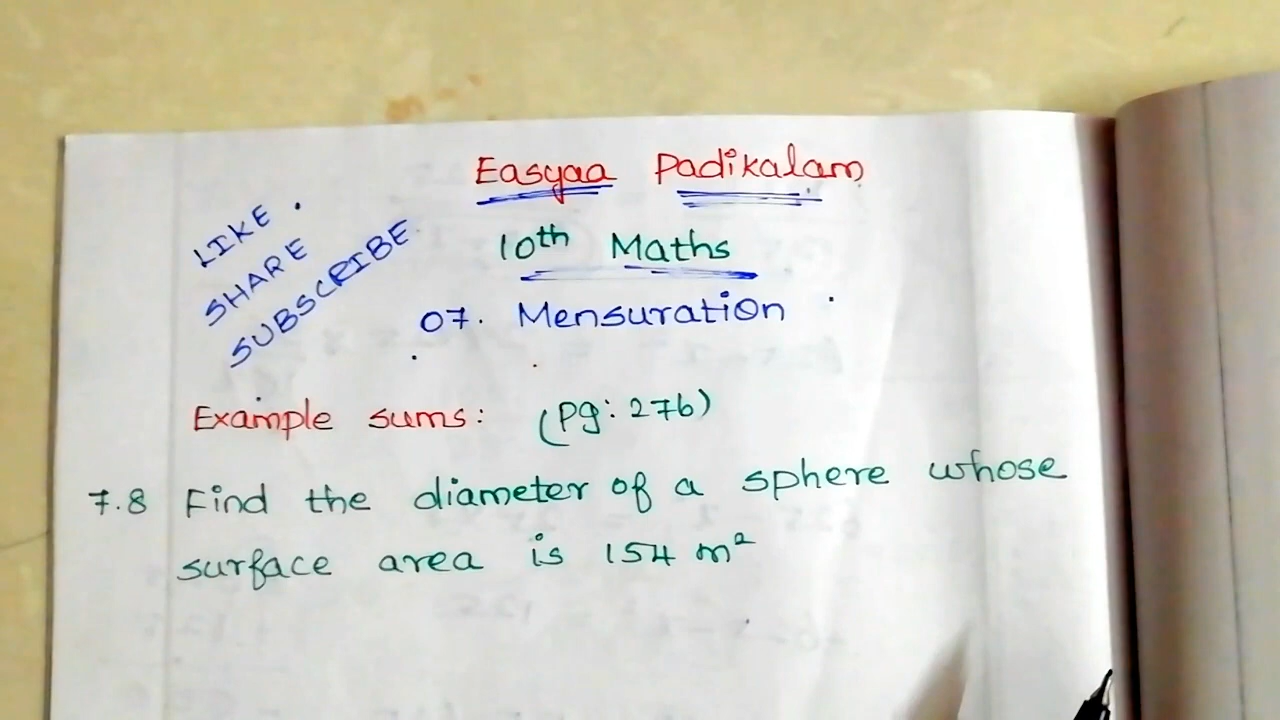 Easyaa Padikalam
LIKE
SHARE
SUBSCRIBE
10th Maths
07. Mensuration
Example sums: (pg: 276)
7.8 Find the diameter of a sphere whose
surface area is 154 m²